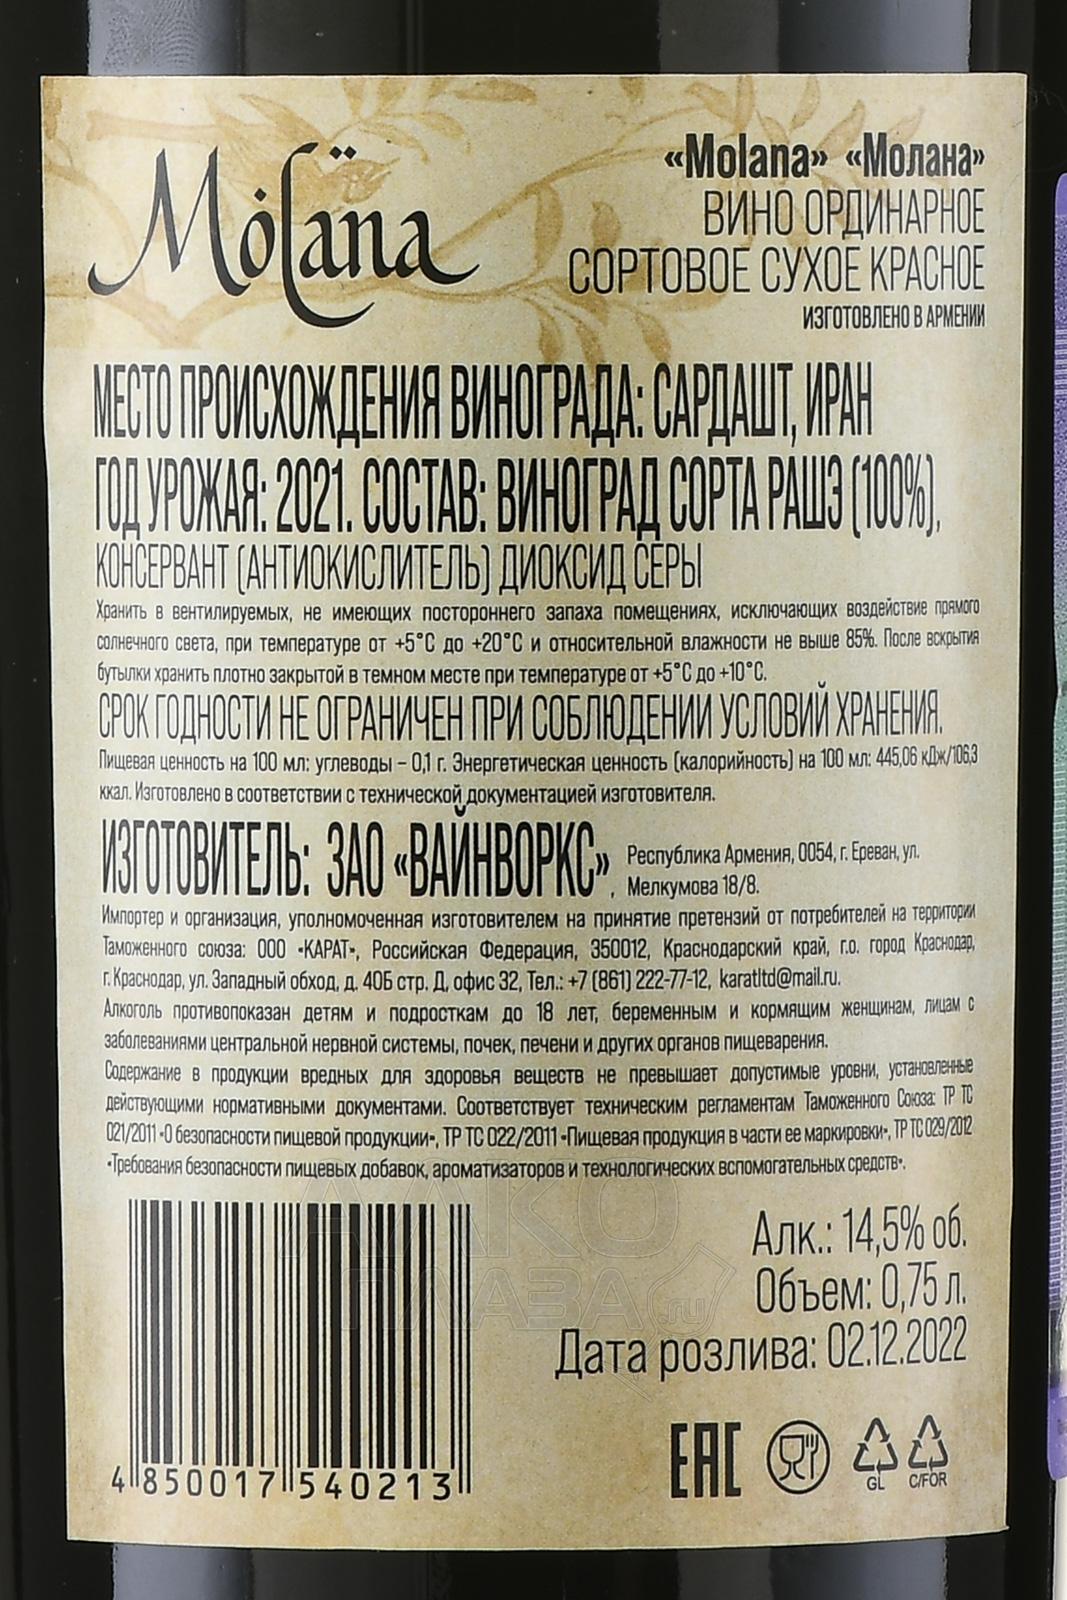 Molana
«Molana» «Молана»
ВИНО ОРДИНАРНОЕ
СОРТОВОЕ СУХОЕ КРАСНОЕ
ИЗГОТОВЛЕНО В АРМЕНИИ
МЕСТО ПРОИСХОЖДЕНИЯ ВИНОГРАДА: САРДАШТ, ИРАН
ГОД УРОЖАЯ: 2021. СОСТАВ: ВИНОГРАД СОРТА РАШЭ (100%),
КОНСЕРВАНТ (АНТИОКИСЛИТЕЛЬ) ДИОКСИД СЕРЫ
Хранить в вентилируемых, не имеющих постороннего запаха помещениях, исключающих воздействие прямого
солнечного света, при температуре от +5°С до +20°С и относительной влажности не выше 85%. После вскрытия
бутылки хранить плотно закрытой в темном месте при температуре от +5°С до +10°С.
СРОК ГОДНОСТИ НЕ ОГРАНИЧЕН ПРИ СОБЛЮДЕНИИ УСЛОВИЙ ХРАНЕНИЯ.
Пищевая ценность на 100 мл: углеводы – 0,1 г. Энергетическая ценность (калорийность) на 100 мл: 445,06 кДж/106,3
ккал. Изготовлено в соответствии с технической документацией изготовителя.
ИЗГОТОВИТЕЛЬ: ЗАО «ВАЙНВОРКС», Республика Армения, 0054, г. Ереван, ул.
Мелкумова 18/8.
Импортер и организация, уполномоченная изготовителем на принятие претензий от потребителей на территории
Таможенного союза: ООО «КАРАТ», Российская Федерация, 350012, Краснодарский край, г.о. город Краснодар,
г. Краснодар, ул. Западный обход, д. 40Б стр. Д, офис 32, Тел.: +7 (861) 222-77-12, karatltd@mail.ru.
Алкоголь противопоказан детям и подросткам до 18 лет, беременным и кормящим женщинам, лицам с
заболеваниями центральной нервной системы, почек, печени и других органов пищеварения.
Содержание в продукции вредных для здоровья веществ не превышает допустимые уровни, установленные
действующими нормативными документами. Соответствует техническим регламентам Таможенного Союза: ТР ТС
021/2011 «О безопасности пищевой продукции», ТР ТС 022/2011 «Пищевая продукция в части ее маркировки», ТР ТС 029/2012
«Требования безопасности пищевых добавок, ароматизаторов и технологических вспомогательных средств».
АЛКО
ПЛАЗА.ru
Алк.: 14,5% об.
Объем: 0,75 л.
Дата розлива: 02.12.2022
4 850017 540213
EAC
GL
C/FOR